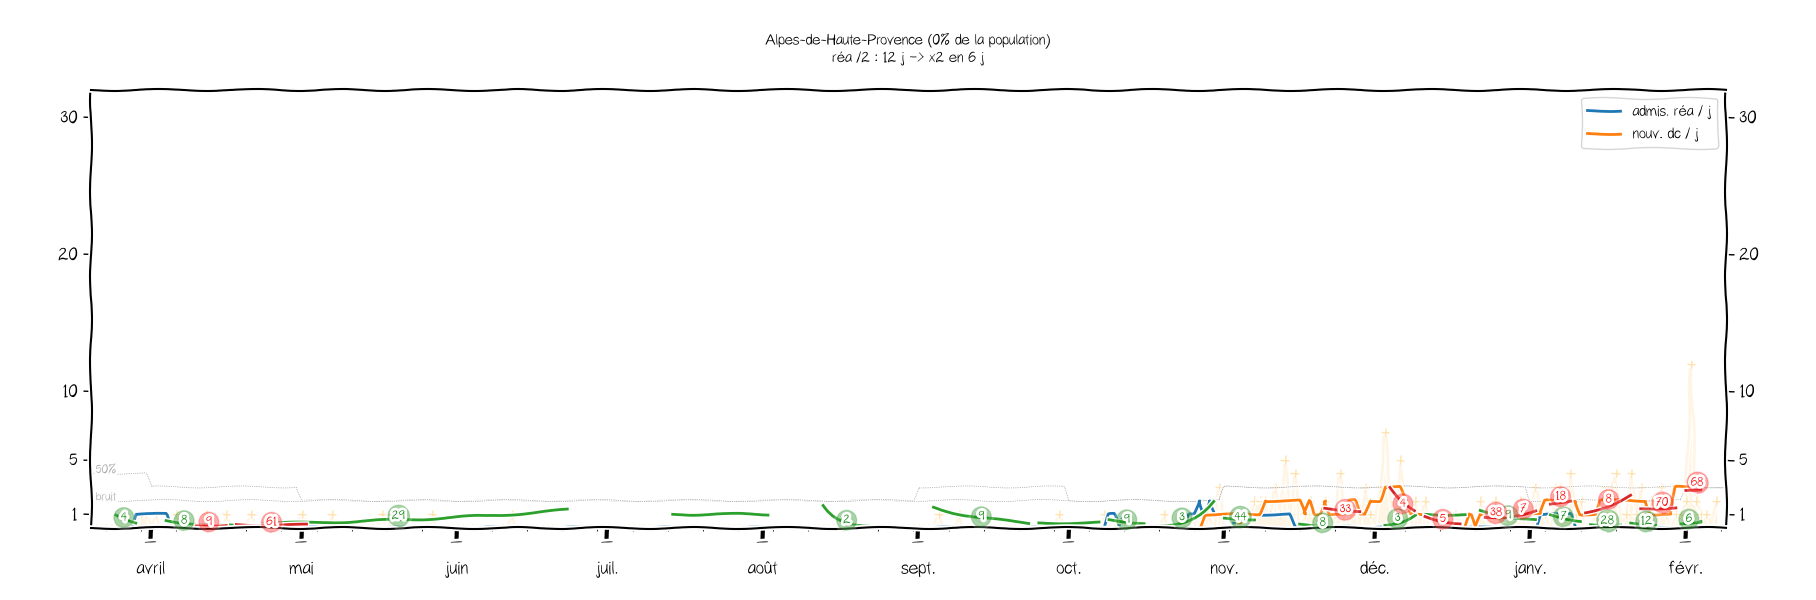 Alpes-de-Haute-Provence (0% de la population)
réa /2 : 12 j -> x2 en 6 j
admis. réa / j
nouv. dc / j
30
30
20
20
10
10
5
5
50%
bruit
1
1
4
8
9
61
29
2
9
9
3
44
8
33
4
3
5
38
7
18
7
8
28
12
70
68
6
avril
mai
juin
juil.
août
sept.
oct.
nov.
déc.
janv.
févr.